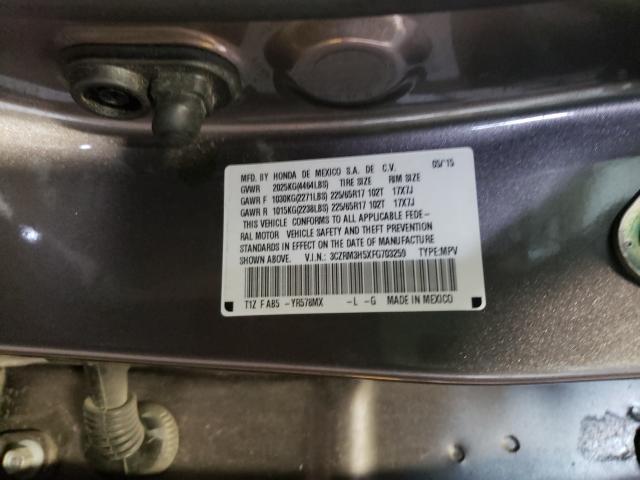 MFD. BY HONDA DE MEXICO S.A. DE C.V. 05/15
GVWR 2025KG(4464LBS) TIRE SIZE RIM SIZE
GAWR F 1030KG(2271LBS) 225/65R17 102T 17X7J
GAWR R 1015KG(2238LBS) 225/65R17 102T 17X7J
THIS VEHICLE CONFORMS TO ALL APPLICABLE FEDE-
RAL MOTOR VEHICLE SAFETY AND THEFT PREVENTION
STANDARDS IN EFFECT ON THE DATE OF MANUFACTURE
SHOWN ABOVE. V.I.N.: 3CZRM3H5XFG703259 TYPE:MPV
T1Z F AB5 -YR578MX -L -G MADE IN MEXICO